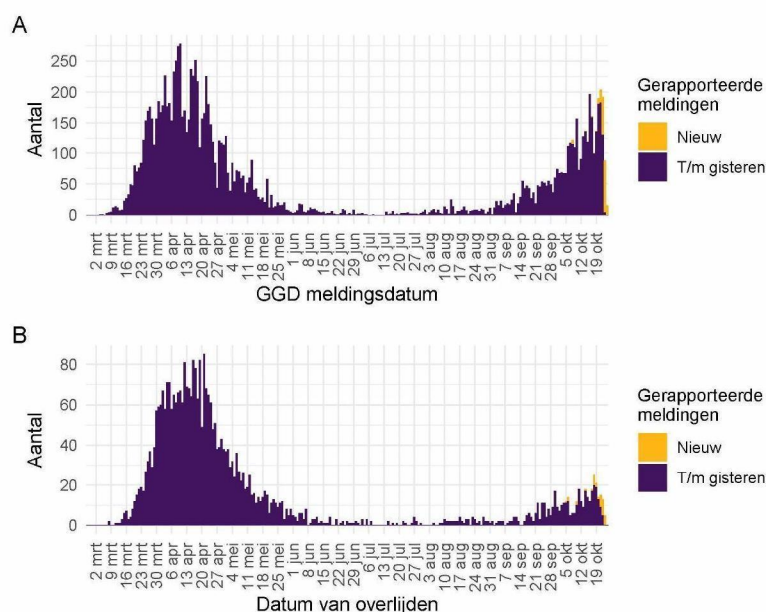 A
250
200
150
100
50
0
Aantal
2 mrt
9 mrt
16 mrt
23 mrt
30 mrt
6 apr
13 apr
20 apr
27 apr
4 mei
11 mei
18 mei
25 mei
1 jun
8 jun
15 jun
22 jun
29 jun
6 jul
13 jul
20 jul
27 jul
3 aug
10 aug
17 aug
24 aug
31 aug
7 sep
14 sep
21 sep
28 sep
5 okt
12 okt
19 okt
GGD meldingsdatum
Gerapporteerde
meldingen
Nieuw
T/m gisteren
B
80
60
40
20
0
Aantal
2 mrt
9 mrt
16 mrt
23 mrt
30 mrt
6 apr
13 apr
20 apr
27 apr
4 mei
11 mei
18 mei
25 mei
1 jun
8 jun
15 jun
22 jun
29 jun
6 jul
13 jul
20 jul
27 jul
3 aug
10 aug
17 aug
24 aug
31 aug
7 sep
14 sep
21 sep
28 sep
5 okt
12 okt
19 okt
Datum van overlijden
Gerapporteerde
meldingen
Nieuw
T/m gisteren